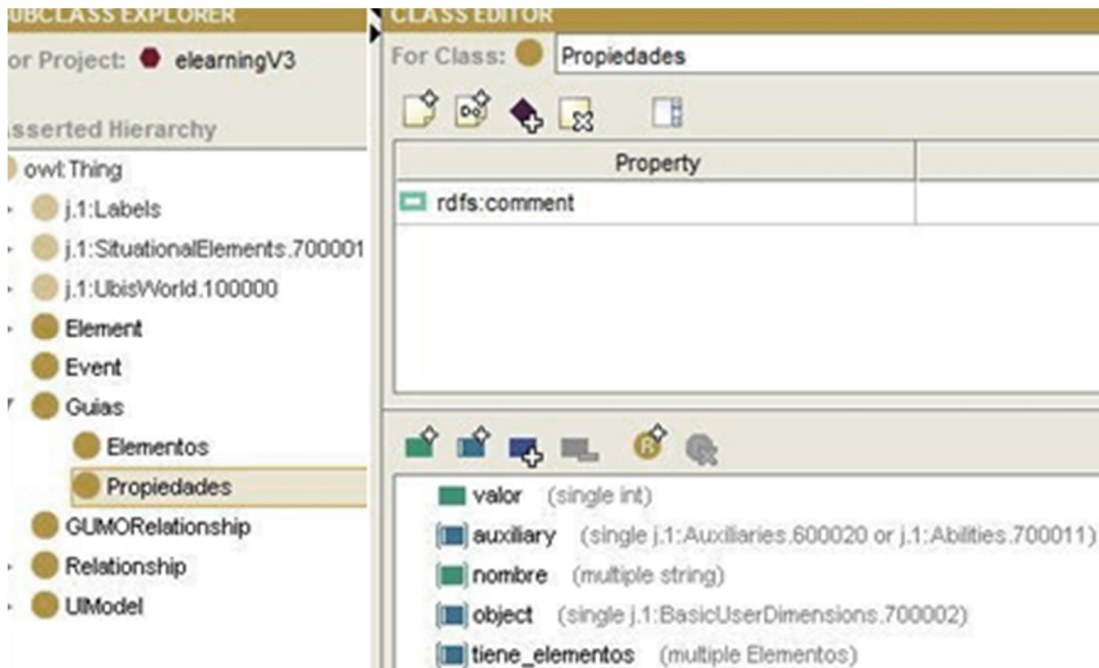 UBCLASS EXPLORER
or Project: elearningV3
sserted Hierarchy
owl:Thing
j.1:Labels
j.1:SituationalElements.700001
j.1:UbisWorld.100000
Element
Event
Guias
Elementos
Propiedades
GUMORelationship
Relationship
UIModel
CLASS EDITOR
For Class: Propiedades
Property
rdfs:comment
valor (single int)
auxiliary (single j.1:Auxiliaries.600020 or j.1:Abilities.700011)
nombre (multiple string)
object (single j.1:BasicUserDimensions.700002)
tiene_elementos (multiple Elementos)